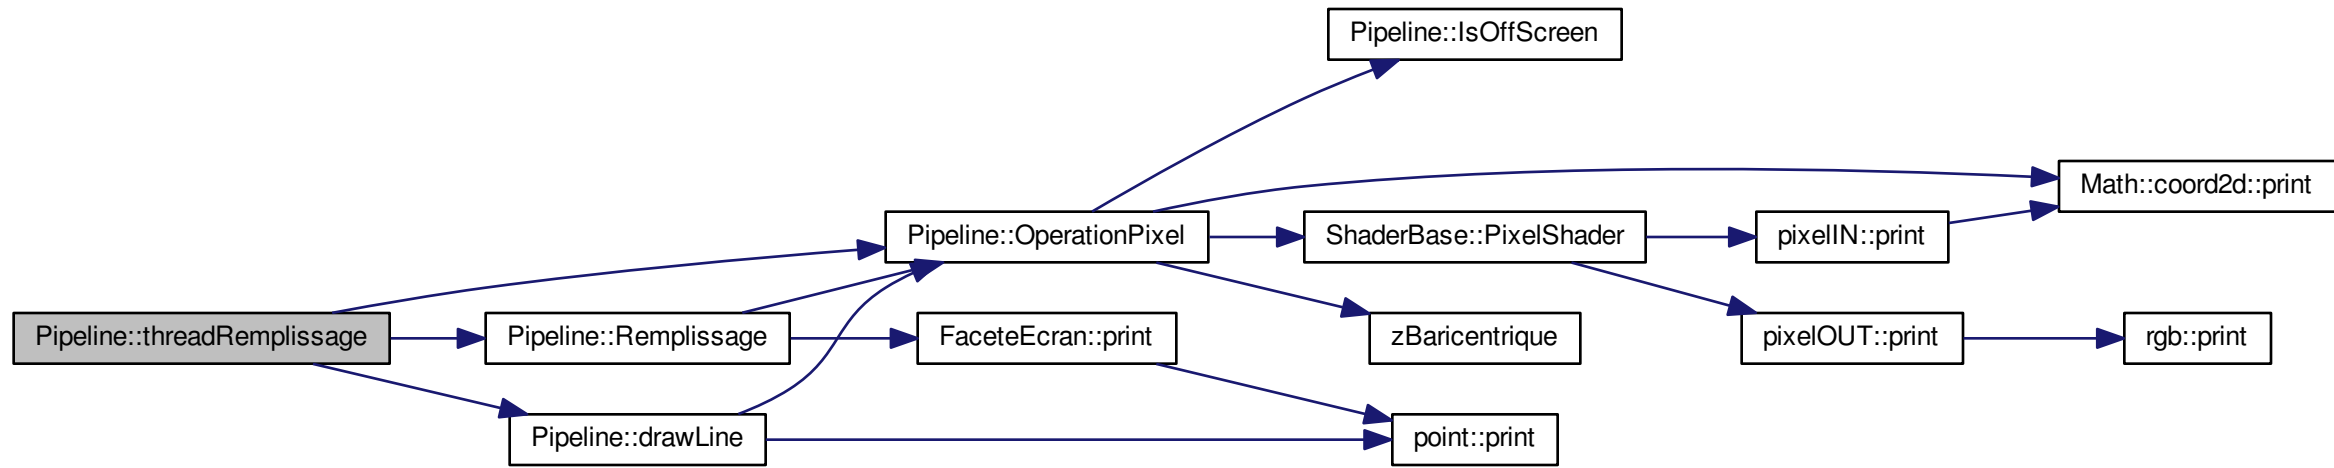 Pipeline::IsOffScreen
Math::coord2d::print
Pipeline::OperationPixel
ShaderBase::PixelShader
pixelIN::print
Pipeline::threadRemplissage
Pipeline::Remplissage
FaceteEcran::print
zBaricentrique
pixelOUT::print
rgb::print
Pipeline::drawLine
point::print